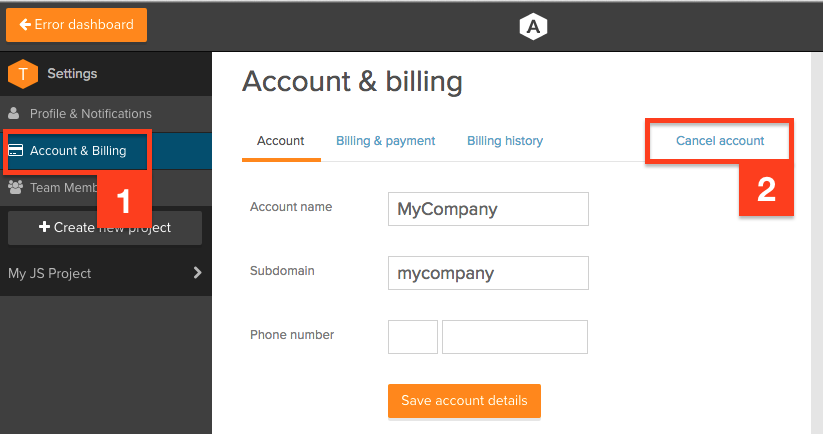 Error dashboard
A
T Settings
Profile & Notifications
Account & Billing
Team Memb
1
Create new project
My JS Project
Account & billing
Account Billing & payment Billing history Cancel account
2
Account name MyCompany
Subdomain mycompany
Phone number
Save account details